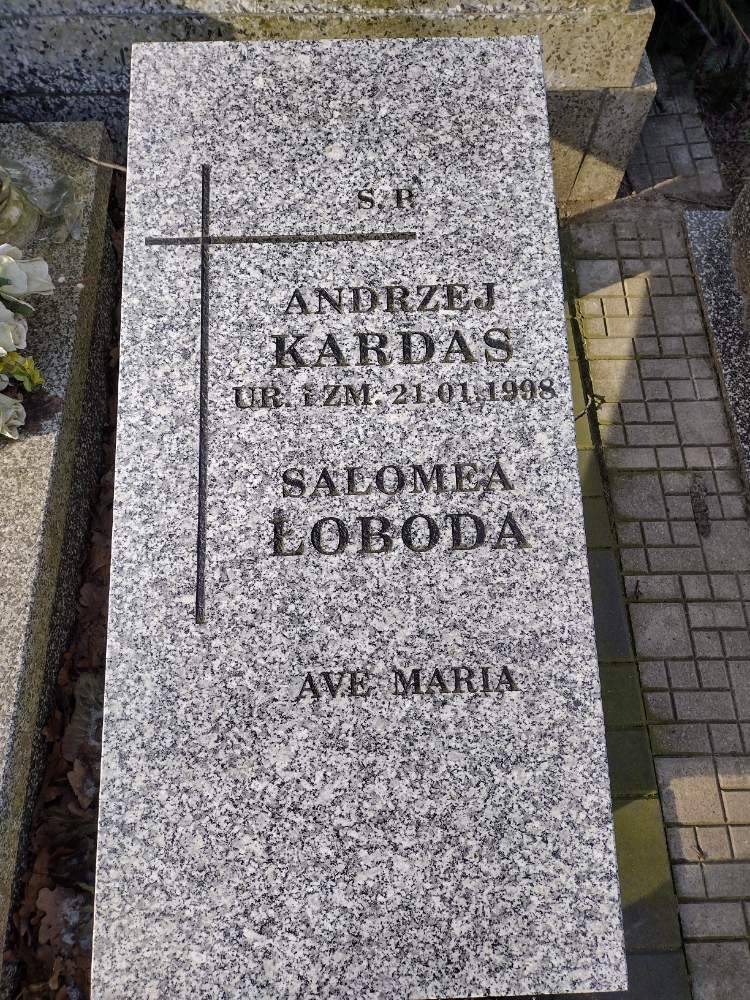 Ś. P.
ANDRZEJ
KARDAS
UR. i ZM. 21.01.1998
SALOMEA
ŁOBODA
AVE MARIA